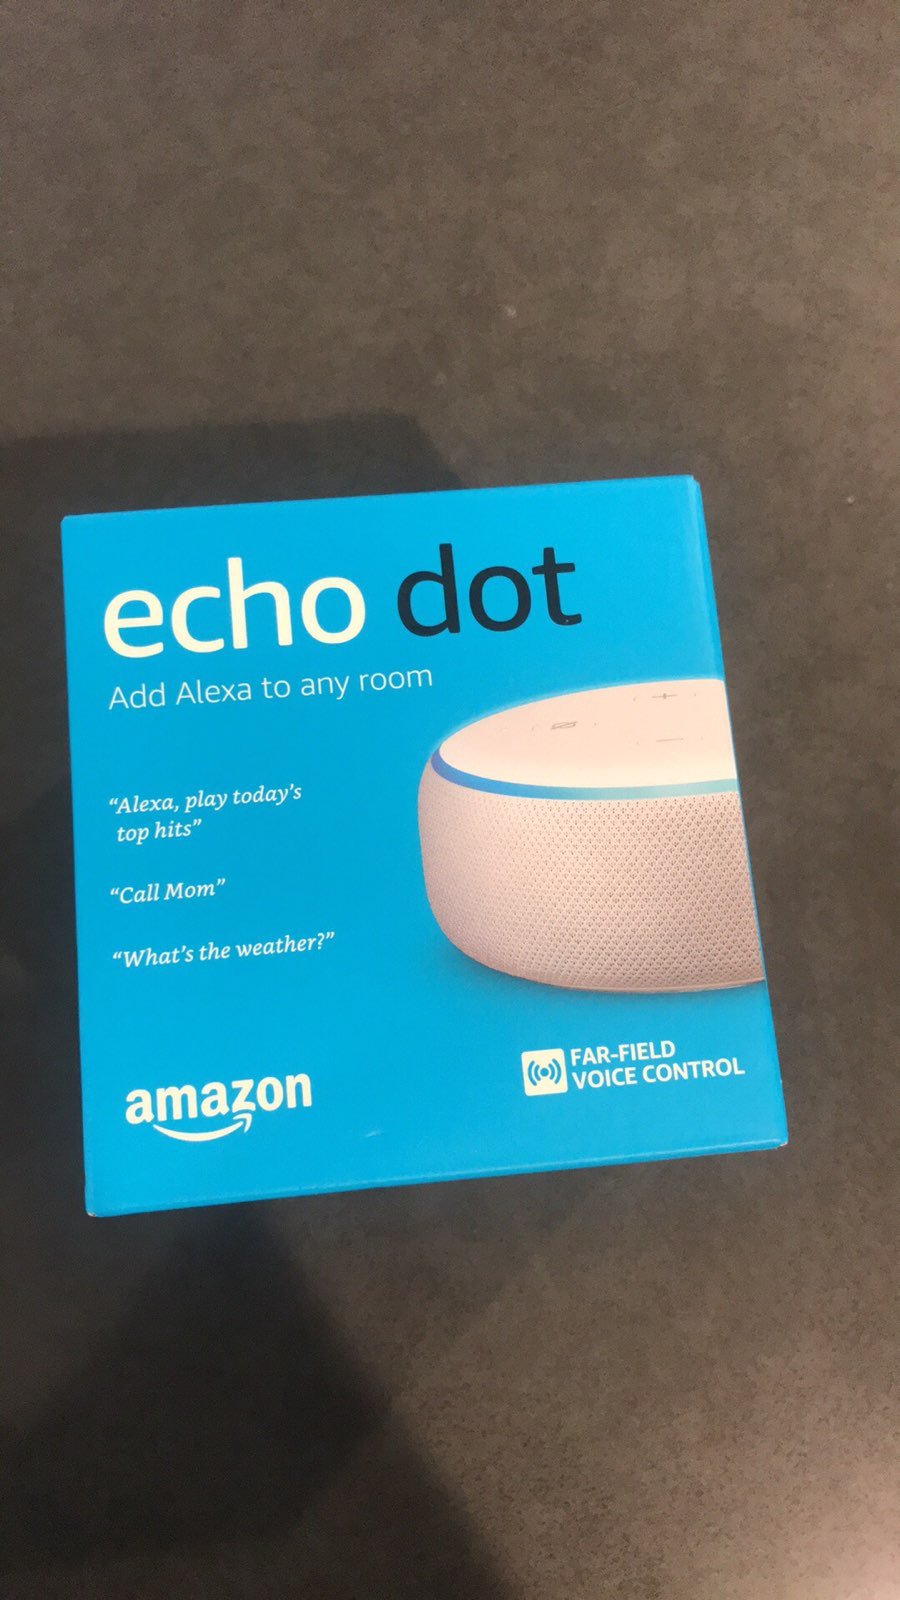 echo dot
Add Alexa to any room
“Alexa, play today’s
top hits”
“Call Mom”
“What’s the weather?”
amazon
FAR-FIELD
VOICE CONTROL